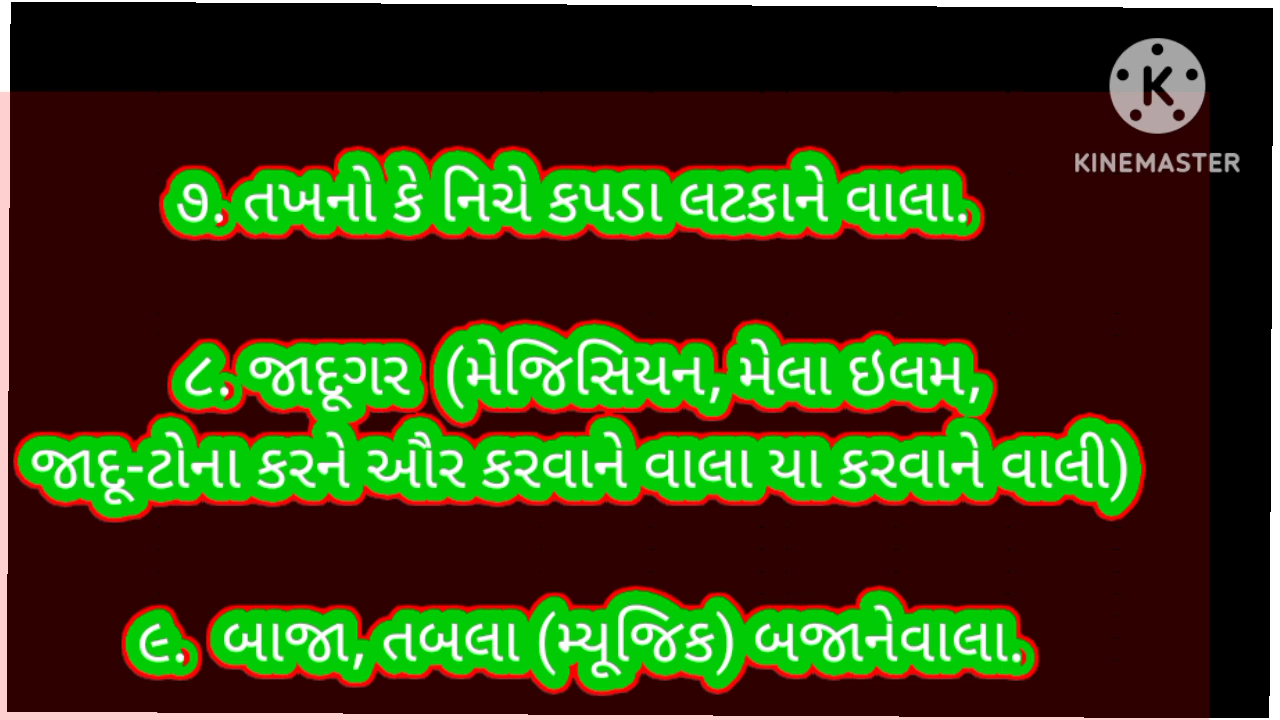 ૭. તખનો કે નિચે કપડા લટકાને વાલા.
૮. જાદૂગર (મેજિસિયન, મેલા ઇલમ,
જાદૂ-ટોના કરને ઔર કરવાને વાલા યા કરવાને વાલી)
૯. બાજા, તબલા (મ્યૂજિક) બજાનેવાલા.
KINEMASTER